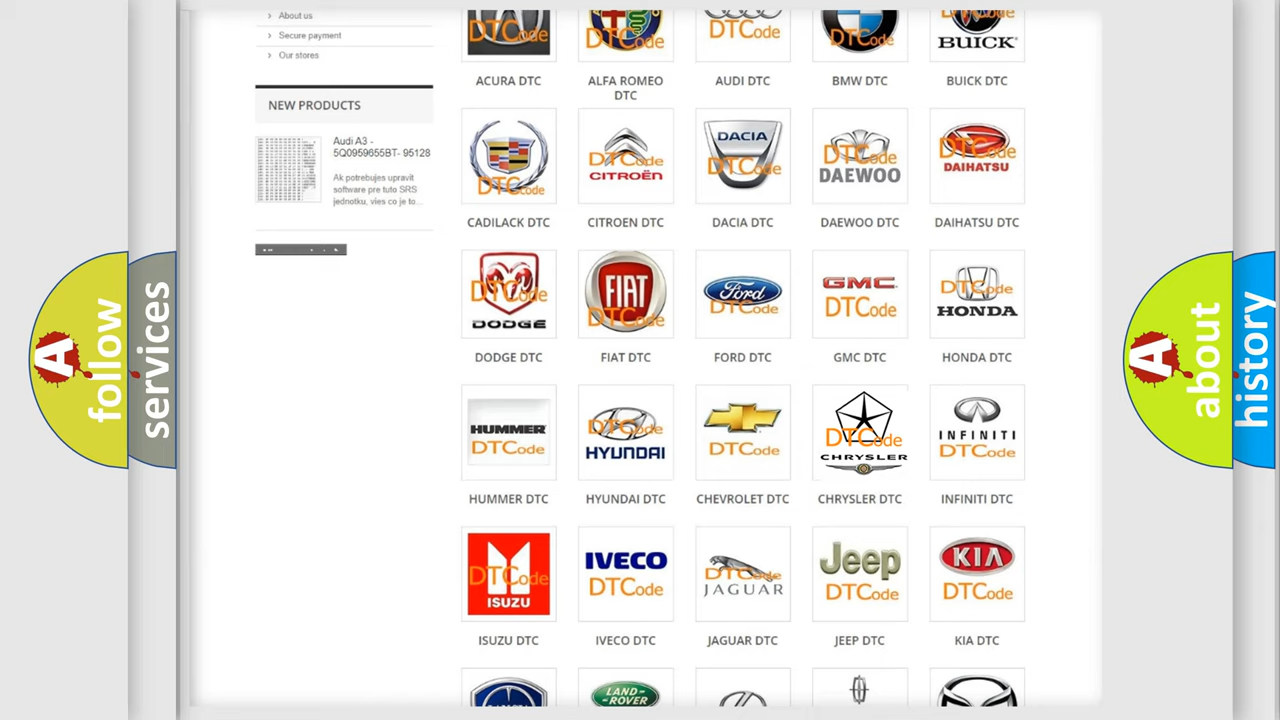 About us
Secure payment
Our stores
NEW PRODUCTS
Audi A3 -
5Q0959655BT- 95128
Ak potrebujes upravit
software pre tuto SRS
jednotku, vies co je to...
DTCode DTCode DTCode DTCode BUICK
ACURA DTC
ALFA ROMEO
DTC
AUDI DTC
BMW DTC
BUICK DTC
DTCode
DTCode
CITROËN
DACIA
DTCode
DTCode
DAEWOO
DTCode
DAIHATSU
CADILACK DTC
CITROEN DTC
DACIA DTC
DAEWOO DTC
DAIHATSU DTC
DTCode
DODGE
FIAT
DTCode
Ford
DTCode
GMC
DTCode
DTCode
HONDA
DODGE DTC
FIAT DTC
FORD DTC
GMC DTC
HONDA DTC
HUMMER
DTCode
DTCode
HYUNDAI
DTCode
DTCode
CHRYSLER
INFINITI
DTCode
HUMMER DTC
HYUNDAI DTC
CHEVROLET DTC
CHRYSLER DTC
INFINITI DTC
DTCode
ISUZU
IVECO
DTCode
DTCode
JAGUAR
Jeep
DTCode
KIA
DTCode
ISUZU DTC
IVECO DTC
JAGUAR DTC
JEEP DTC
KIA DTC
LAND-
ROVER
A follow
services
A about
history